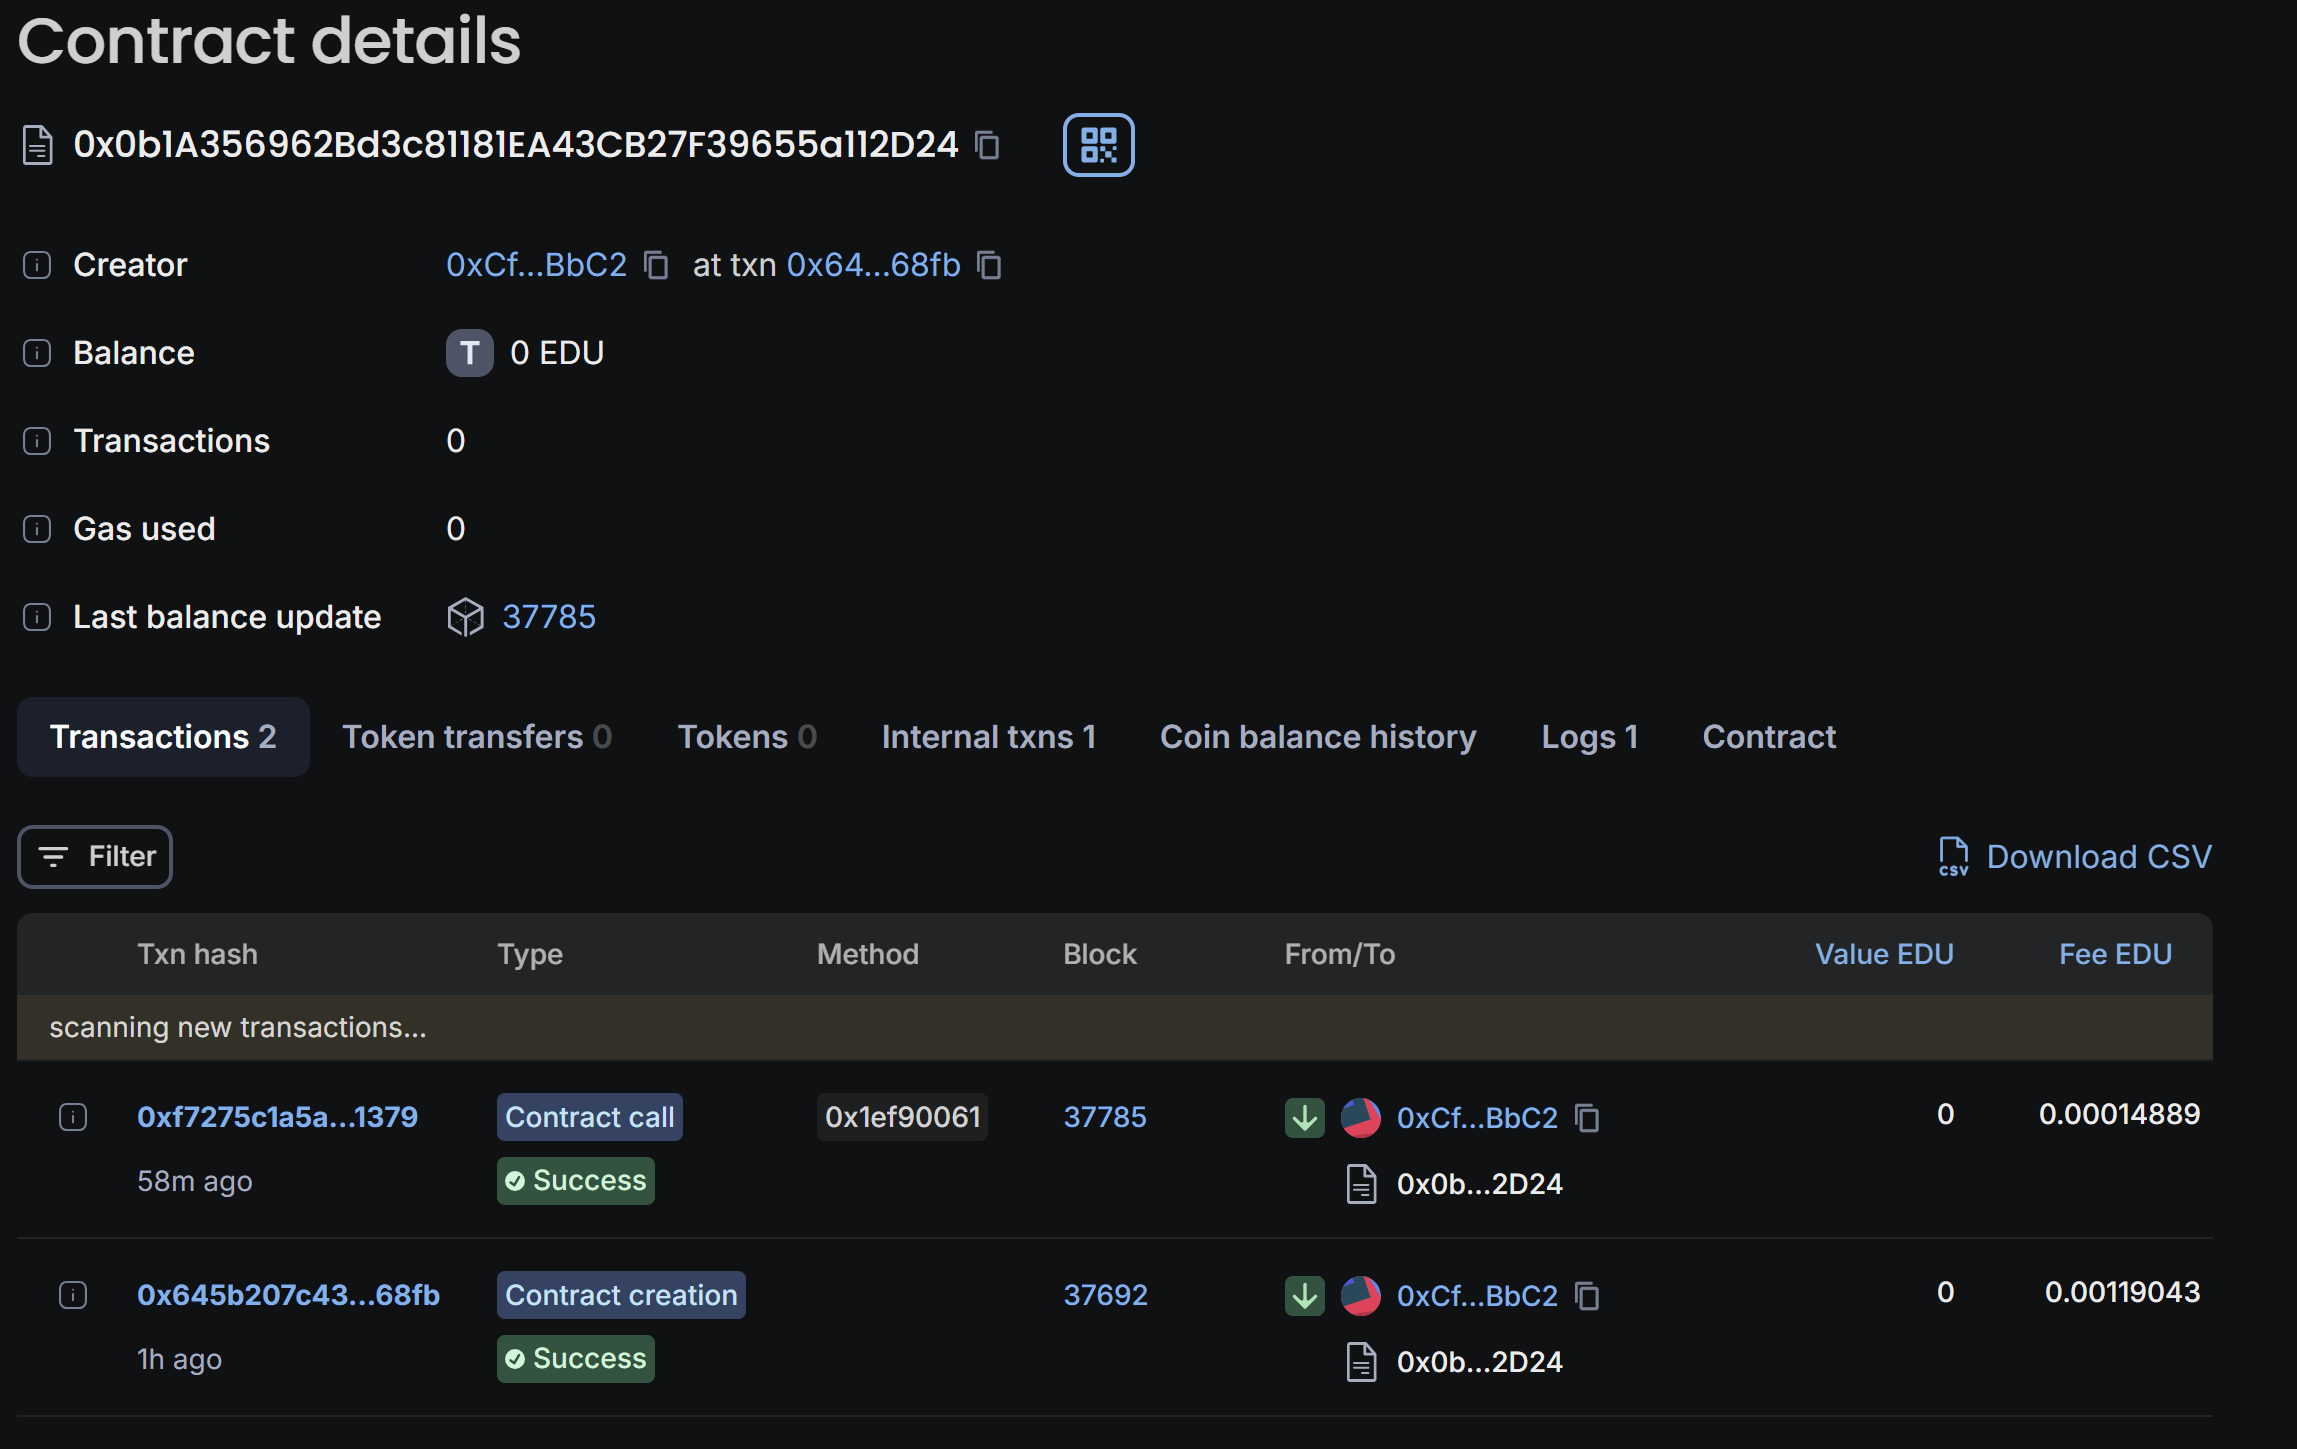 Contract details
0x0b1A356962Bd3c81181EA43CB27F39655a112D24
Creator 0xCf...BbC2 at txn 0x64...68fb
Balance T 0 EDU
Transactions 0
Gas used 0
Last balance update 37785
Transactions 2 Token transfers 0 Tokens 0 Internal txns 1 Coin balance history Logs 1 Contract
Filter Download CSV
Txn hash Type Method Block From/To Value EDU Fee EDU
scanning new transactions...
0xf7275c1a5a...1379 Contract call 0x1ef90061 37785 0xCf...BbC2 0 0.00014889
58m ago Success 0x0b...2D24
0x645b207c43...68fb Contract creation 37692 0xCf...BbC2 0 0.00119043
1h ago Success 0x0b...2D24